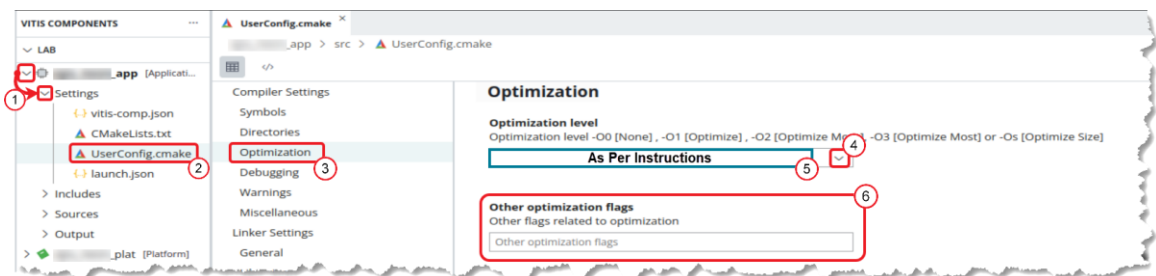 VITIS COMPONENTS ...
LAB
_app [Applicati...
1
Settings
vitis-comp.json
CMakeLists.txt
UserConfig.cmake
2
launch.json
Includes
Sources
Output
_plat [Platform]
UserConfig.cmake ×
_app > src > UserConfig.cmake
Compiler Settings
Symbols
Directories
Optimization
3
Debugging
Warnings
Miscellaneous
Linker Settings
General
Optimization
Optimization level
Optimization level -O0 [None] , -O1 [Optimize] , -O2 [Optimize , -O3 [Optimize Most] or -Os [Optimize Size]
4
As Per Instructions
5
6
Other optimization flags
Other flags related to optimization
Other optimization flags